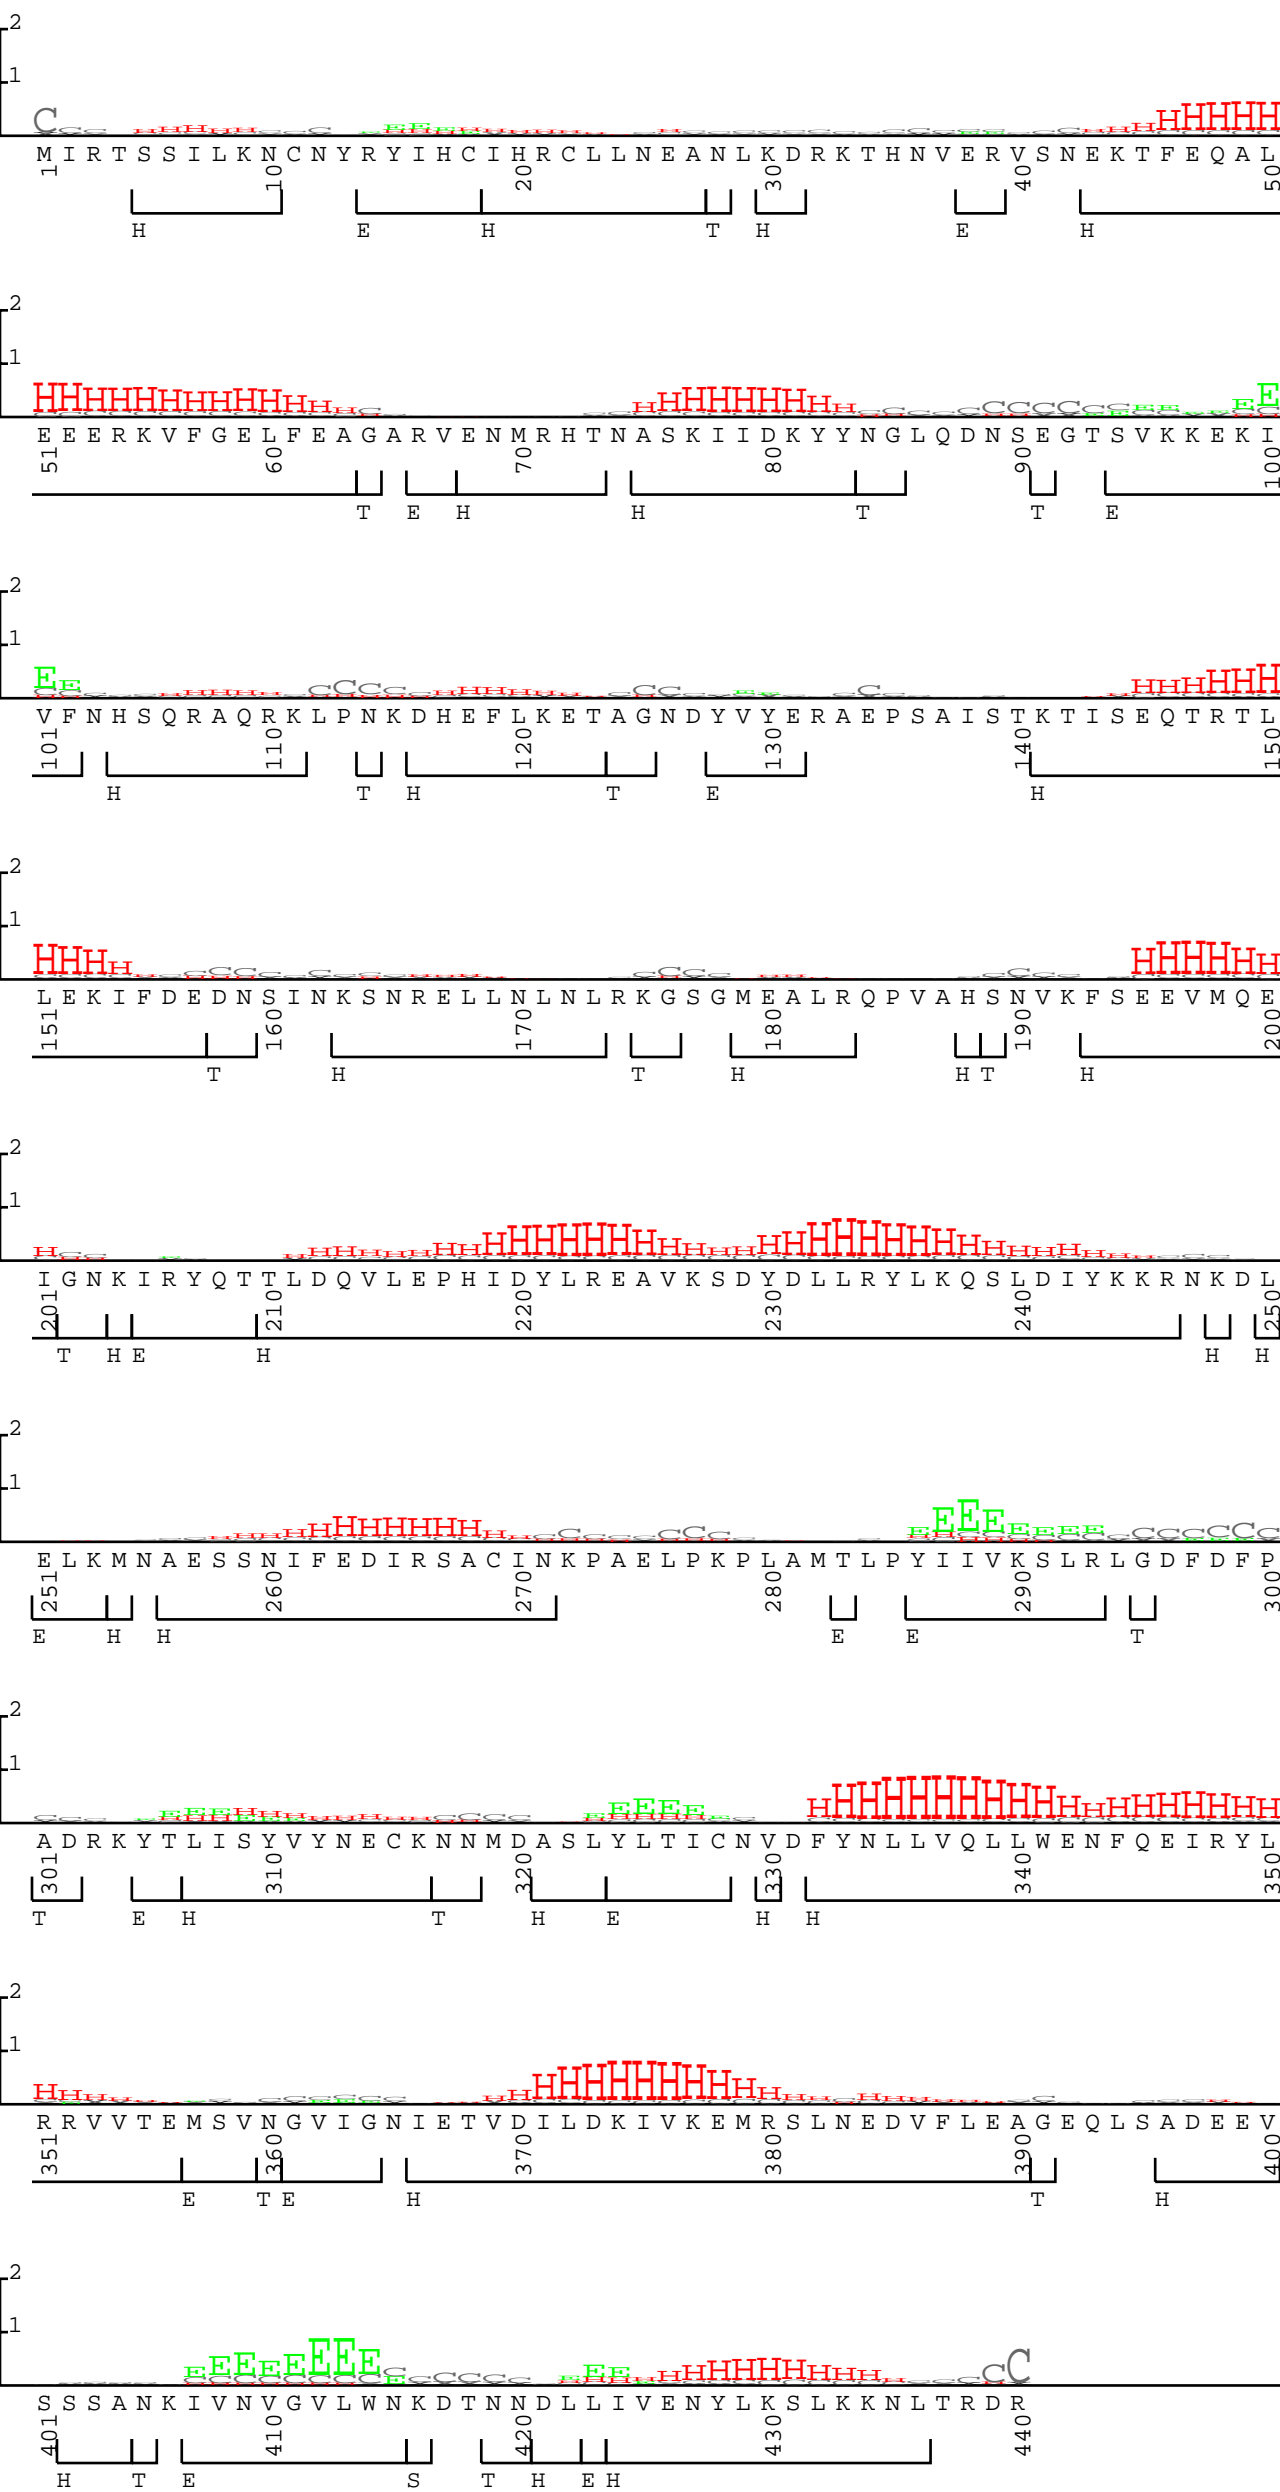 2
1
M I R T S S I L K N C N Y R Y I H C I H R C L L N E A N L K D R K T H N V E R V S N E K T F E Q A L
1 10 20 30 40 50
H E H T H E H
2
1
E E E R K V F G E L F E A G A R V E N M R H T N A S K I I D K Y Y N G L Q D N S E G T S V K K E K I
51 60 70 80 90 100
T E H H T T E
2
1
V F N H S Q R A Q R K L P N K D H E F L K E T A G N D Y V Y E R A E P S A I S T K T I S E Q T R T L
101 110 120 130 140 150
H T H T E H
2
1
L E K I F D E D N S I N K S N R E L L N L N L R K G S G M E A L R Q P V A H S N V K F S E E V M Q E
151 160 170 180 190 200
T H T H H T H
2
1
I G N K I R Y Q T T L D Q V L E P H I D Y L R E A V K S D Y D L L R Y L K Q S L D I Y K K R N K D L
201 210 220 230 240 250
T H E H H H
2
1
E L K M N A E S S N I F E D I R S A C I N K P A E L P K P L A M T L P Y I I V K S L R L G D F D F P
251 260 270 280 290 300
E H H E E T
2
1
A D R K Y T L I S Y V Y N E C K N N M D A S L Y L T I C N V D F Y N L L V Q L L W E N F Q E I R Y L
301 310 320 330 340 350
T E H T H E H H
2
1
R R V V T E M S V N G V I G N I E T V D I L D K I V K E M R S L N E D V F L E A G E Q L S A D E E V
351 360 370 380 390 400
E T E H T H
2
1
S S S A N K I V N V G V L W N K D T N N D L L I V E N Y L K S L K K N L T R D R
401 410 420 430 440
H T E S T H E H